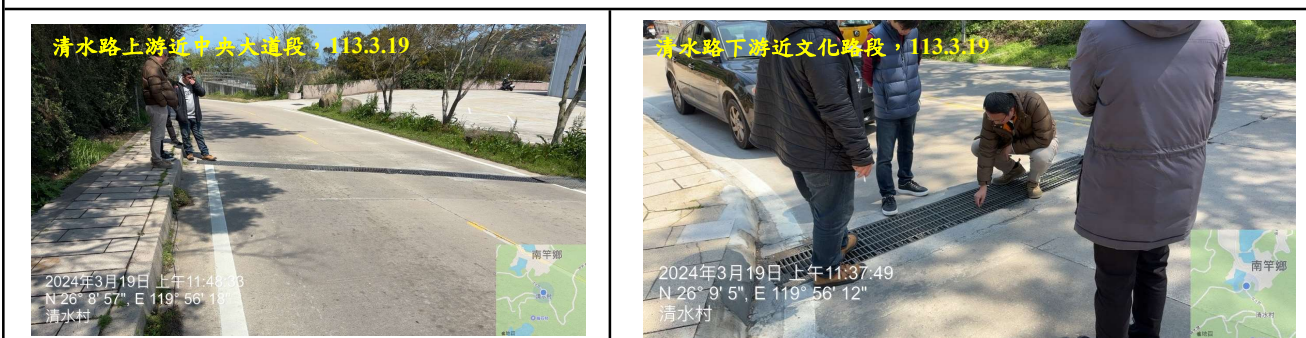 清水路上游近中央大道段，113.3.19
2024年3月19日 上午11:48:33
N 26° 8' 57", E 119° 56' 18"
清水村
南竿鄉
清水路下游近文化路段，113.3.19
2024年3月19日 上午11:37:49
N 26° 9' 5", E 119° 56' 12"
清水村
南竿鄉
清水村